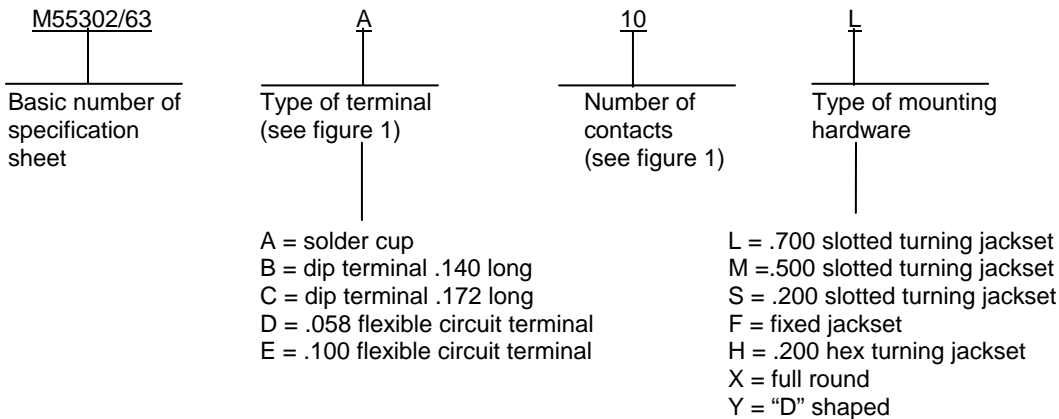 M55302/63 A 10 L
Basic number of
specification
sheet
Type of terminal
(see figure 1)
Number of
contacts
(see figure 1)
Type of mounting
hardware
A = solder cup
B = dip terminal .140 long
C = dip terminal .172 long
D = .058 flexible circuit terminal
E = .100 flexible circuit terminal
L = .700 slotted turning jackset
M =.500 slotted turning jackset
S = .200 slotted turning jackset
F = fixed jackset
H = .200 hex turning jackset
X = full round
Y = “D” shaped